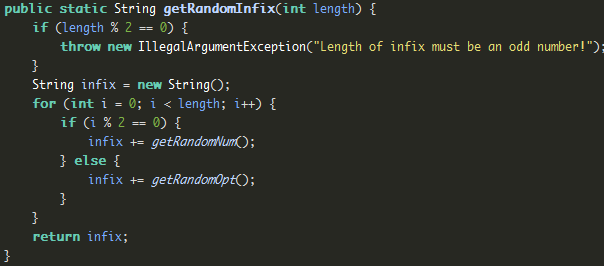 public static String getRandomInfix(int length) {
    if (length % 2 == 0) {
        throw new IllegalArgumentException("Length of infix must be an odd number!");
    }
    String infix = new String();
    for (int i = 0; i < length; i++) {
        if (i % 2 == 0) {
            infix += getRandomNum();
        } else {
            infix += getRandomOpt();
        }
    }
    return infix;
}